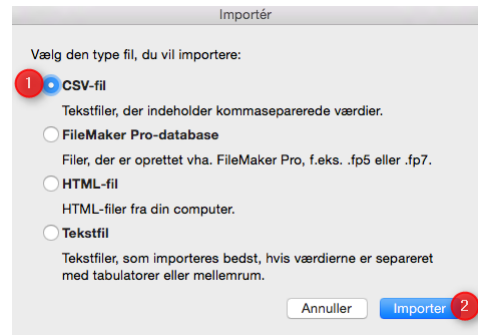 Importér
Vælg den type fil, du vil importere:
1 CSV-fil
Tekstfiler, der indeholder kommaseparerede værdier.
FileMaker Pro-database
Filer, der er oprettet vha. FileMaker Pro, f.eks. .fp5 eller .fp7.
HTML-fil
HTML-filer fra din computer.
Tekstfil
Tekstfiler, som importeres bedst, hvis værdierne er separeret
med tabulatorer eller mellemrum.
Annuller Importer 2